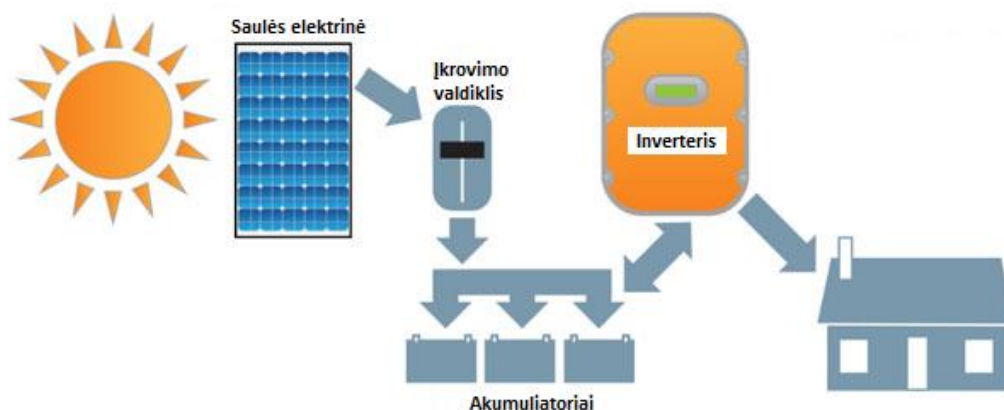 Saulės elektrinė
Įkrovimo
valdiklis
Inverteris
Akumuliatoriai